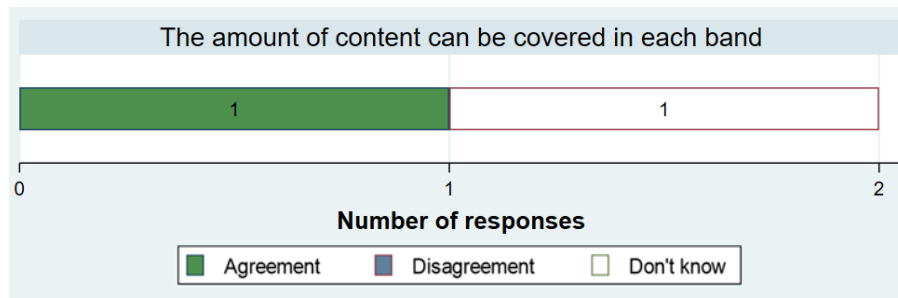 The amount of content can be covered in each band
1 1
0 1 2
Number of responses
Agreement Disagreement Don't know